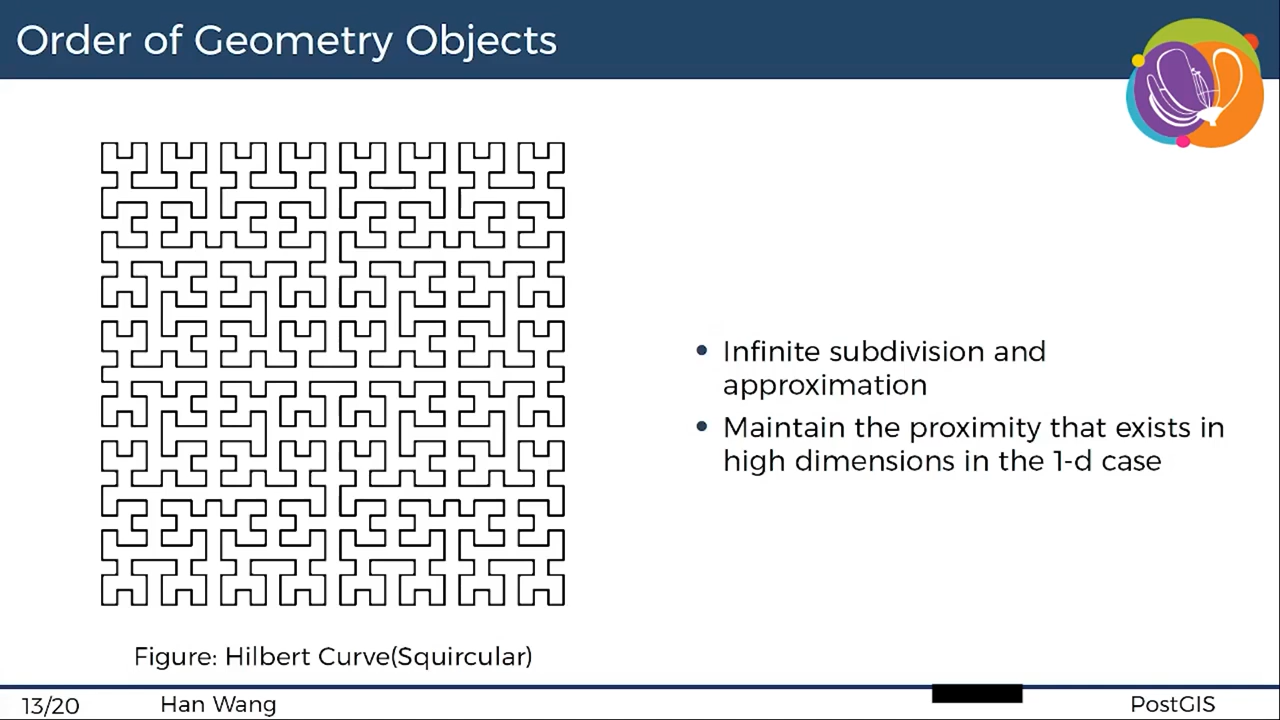 Order of Geometry Objects
• Infinite subdivision and
approximation
• Maintain the proximity that exists in
high dimensions in the 1-d case
Figure: Hilbert Curve(Squircular)
13/20 Han Wang PostGIS